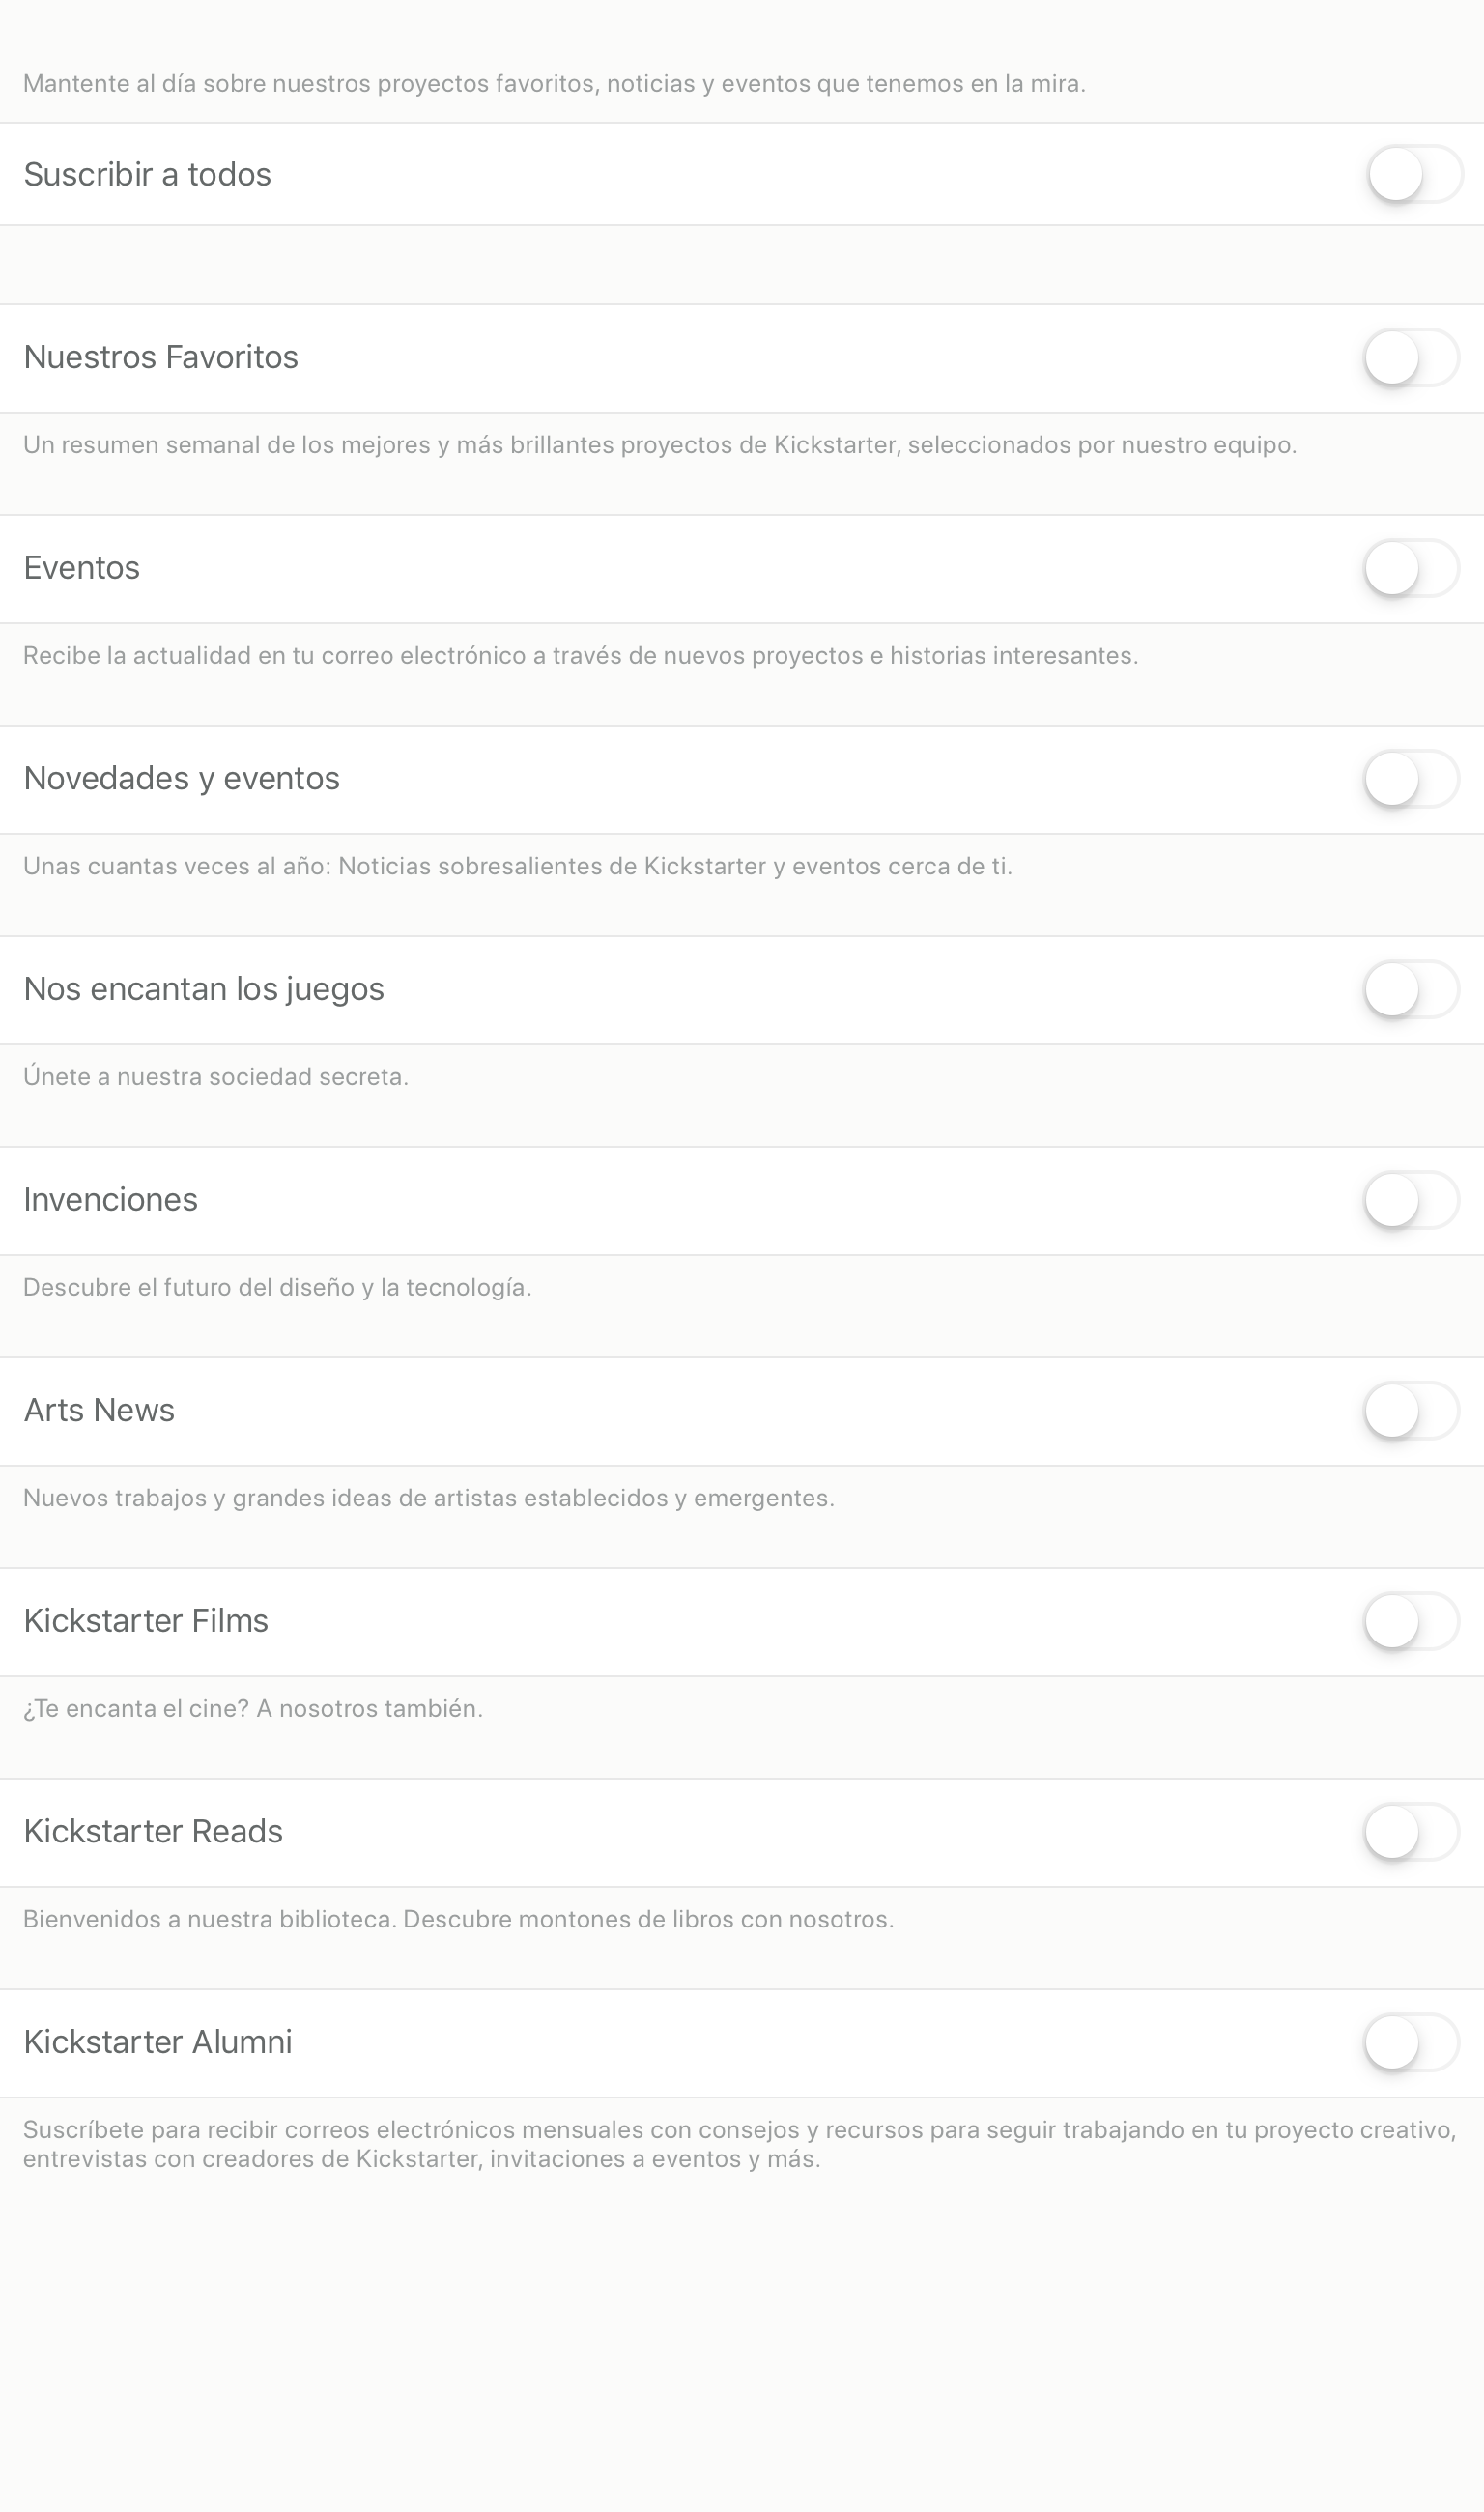 Mantente al día sobre nuestros proyectos favoritos, noticias y eventos que tenemos en la mira.
Suscribir a todos
Nuestros Favoritos
Un resumen semanal de los mejores y más brillantes proyectos de Kickstarter, seleccionados por nuestro equipo.
Eventos
Recibe la actualidad en tu correo electrónico a través de nuevos proyectos e historias interesantes.
Novedades y eventos
Unas cuantas veces al año: Noticias sobresalientes de Kickstarter y eventos cerca de ti.
Nos encantan los juegos
Únete a nuestra sociedad secreta.
Invenciones
Descubre el futuro del diseño y la tecnología.
Arts News
Nuevos trabajos y grandes ideas de artistas establecidos y emergentes.
Kickstarter Films
¿Te encanta el cine? A nosotros también.
Kickstarter Reads
Bienvenidos a nuestra biblioteca. Descubre montones de libros con nosotros.
Kickstarter Alumni
Suscríbete para recibir correos electrónicos mensuales con consejos y recursos para seguir trabajando en tu proyecto creativo,
entrevistas con creadores de Kickstarter, invitaciones a eventos y más.